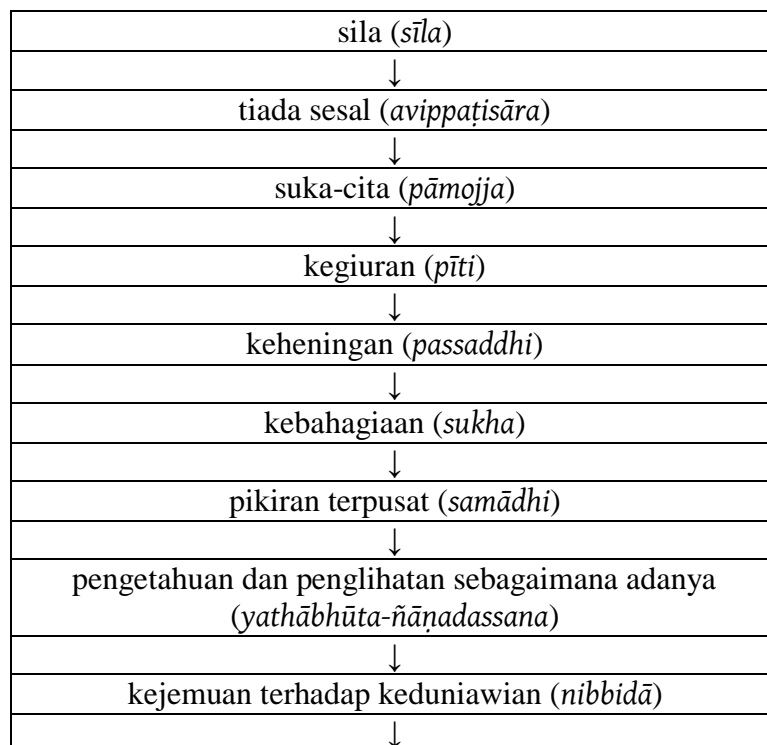 sila (sīla)
↓
tiada sesal (avippaṭisāra)
↓
suka-cita (pāmojja)
↓
kegiuran (pīti)
↓
keheningan (passaddhi)
↓
kebahagiaan (sukha)
↓
pikiran terpusat (samādhi)
↓
pengetahuan dan penglihatan sebagaimana adanya
(yathābhūta-ñāṇadassana)
↓
kejemuan terhadap keduniawian (nibbidā)
↓